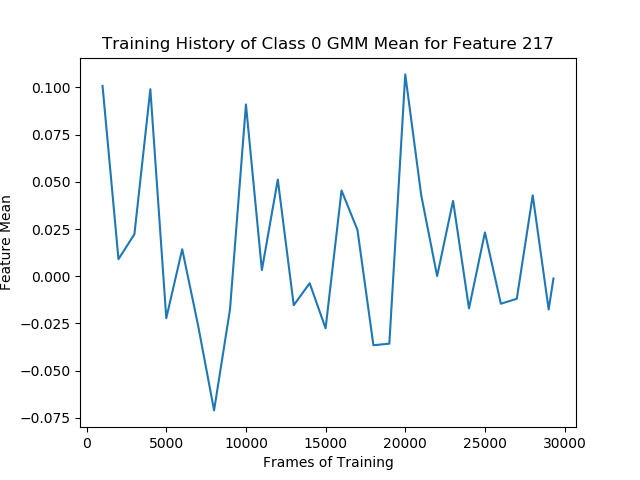 Training History of Class 0 GMM Mean for Feature 217
Feature Mean
0.100
0.075
0.050
0.025
0.000
−0.025
−0.050
−0.075
0 5000 10000 15000 20000 25000 30000
Frames of Training